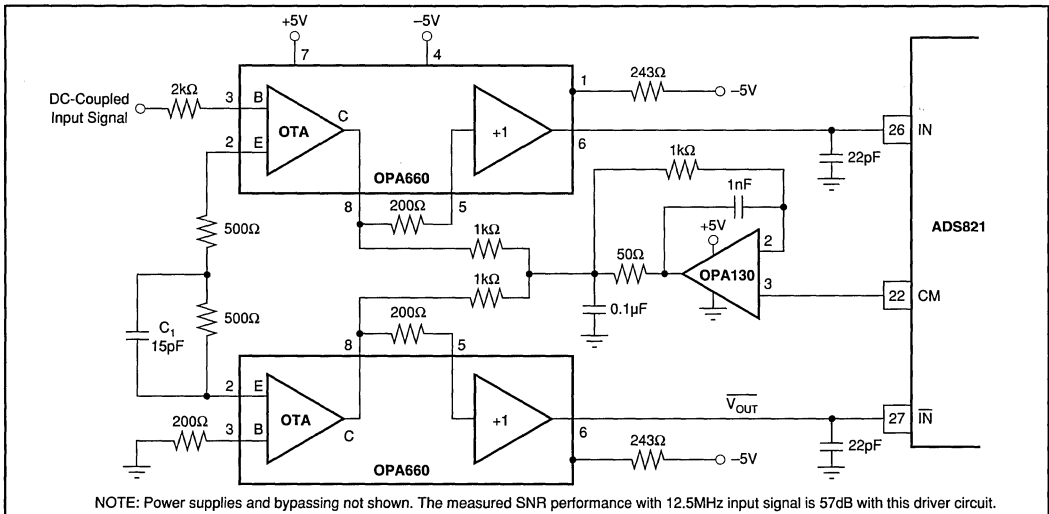 +5V
–5V
7
4
1
243Ω
–5V
DC-Coupled
Input Signal
2kΩ
3
B
C
OTA
+1
2
E
6
26
IN
22pF
OPA660
1kΩ
8
200Ω
5
1nF
ADS821
500Ω
1kΩ
+5V
2
50Ω
OPA130
1kΩ
3
22
CM
500Ω
C1
15pF
200Ω
0.1µF
8
5
2
E
VOUT
OTA
+1
27
IN
200Ω
3
B
C
6
243Ω
–5V
22pF
OPA660
NOTE: Power supplies and bypassing not shown. The measured SNR performance with 12.5MHz input signal is 57dB with this driver circuit.